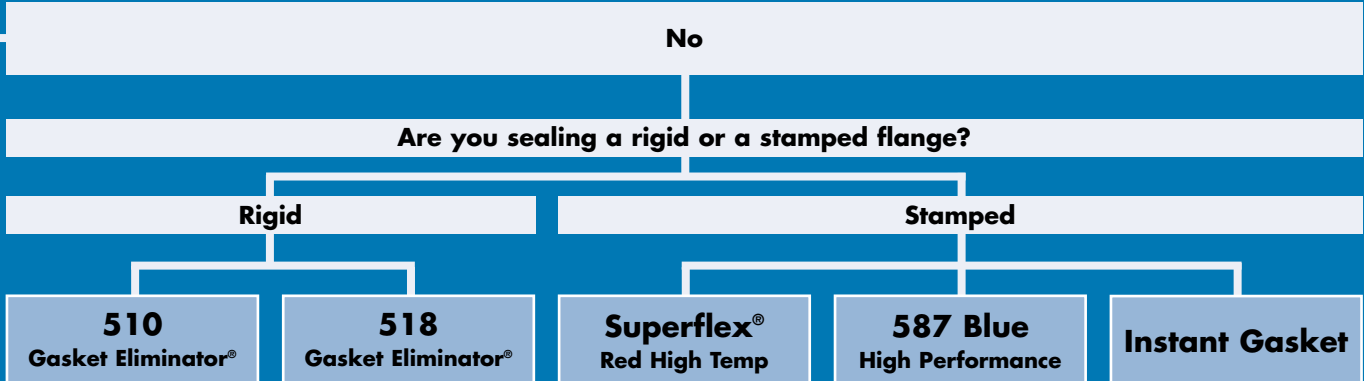 No
Are you sealing a rigid or a stamped flange?
Rigid
Stamped
510
Gasket Eliminator®
518
Gasket Eliminator®
Superflex®
Red High Temp
587 Blue
High Performance
Instant Gasket